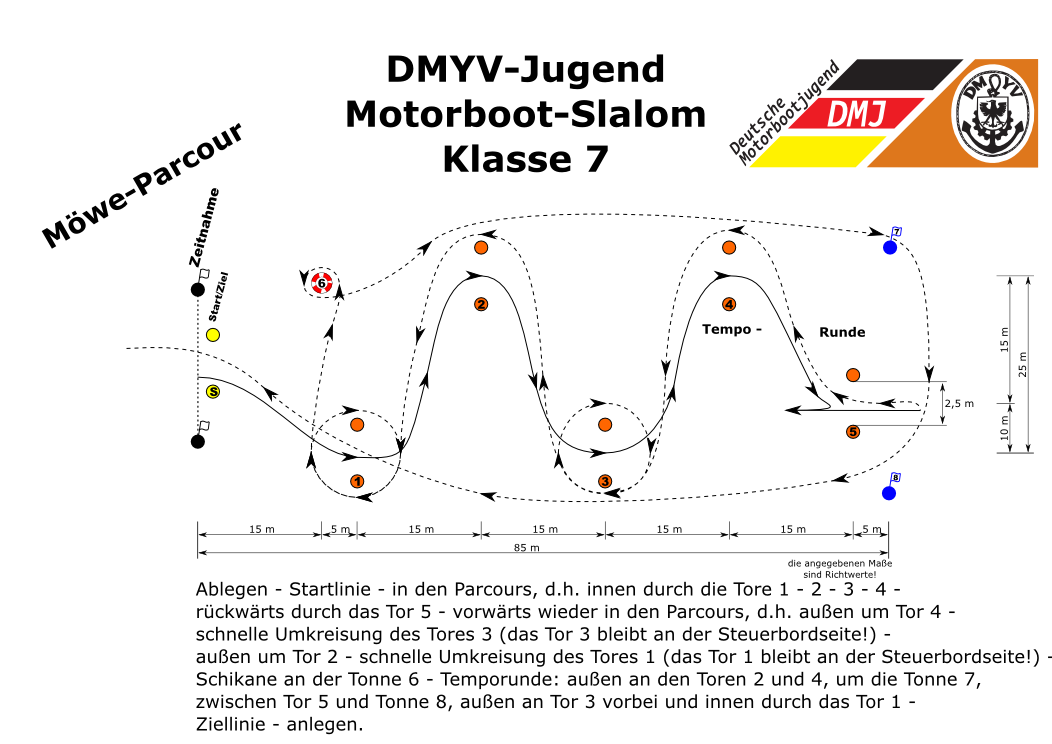 DMYV-Jugend
Motorboot-Slalom
Klasse 7
Deutsche
Motorbootjugend
DMJ
DM YV
Möwe-Parcour
Zeitnahme
Start/Ziel
7
6
2
4
Tempo -
Runde
S
5
1
3
8
2,5 m
15 m
25 m
10 m
15 m
5 m
15 m
15 m
15 m
15 m
5 m
85 m
die angegebenen Maße
sind Richtwerte!
Ablegen - Startlinie - in den Parcours, d.h. innen durch die Tore 1 - 2 - 3 - 4 -
rückwärts durch das Tor 5 - vorwärts wieder in den Parcours, d.h. außen um Tor 4 -
schnelle Umkreisung des Tores 3 (das Tor 3 bleibt an der Steuerbordseite!) -
außen um Tor 2 - schnelle Umkreisung des Tores 1 (das Tor 1 bleibt an der Steuerbordseite!) -
Schikane an der Tonne 6 - Temporunde: außen an den Toren 2 und 4, um die Tonne 7,
zwischen Tor 5 und Tonne 8, außen an Tor 3 vorbei und innen durch das Tor 1 -
Ziellinie - anlegen.